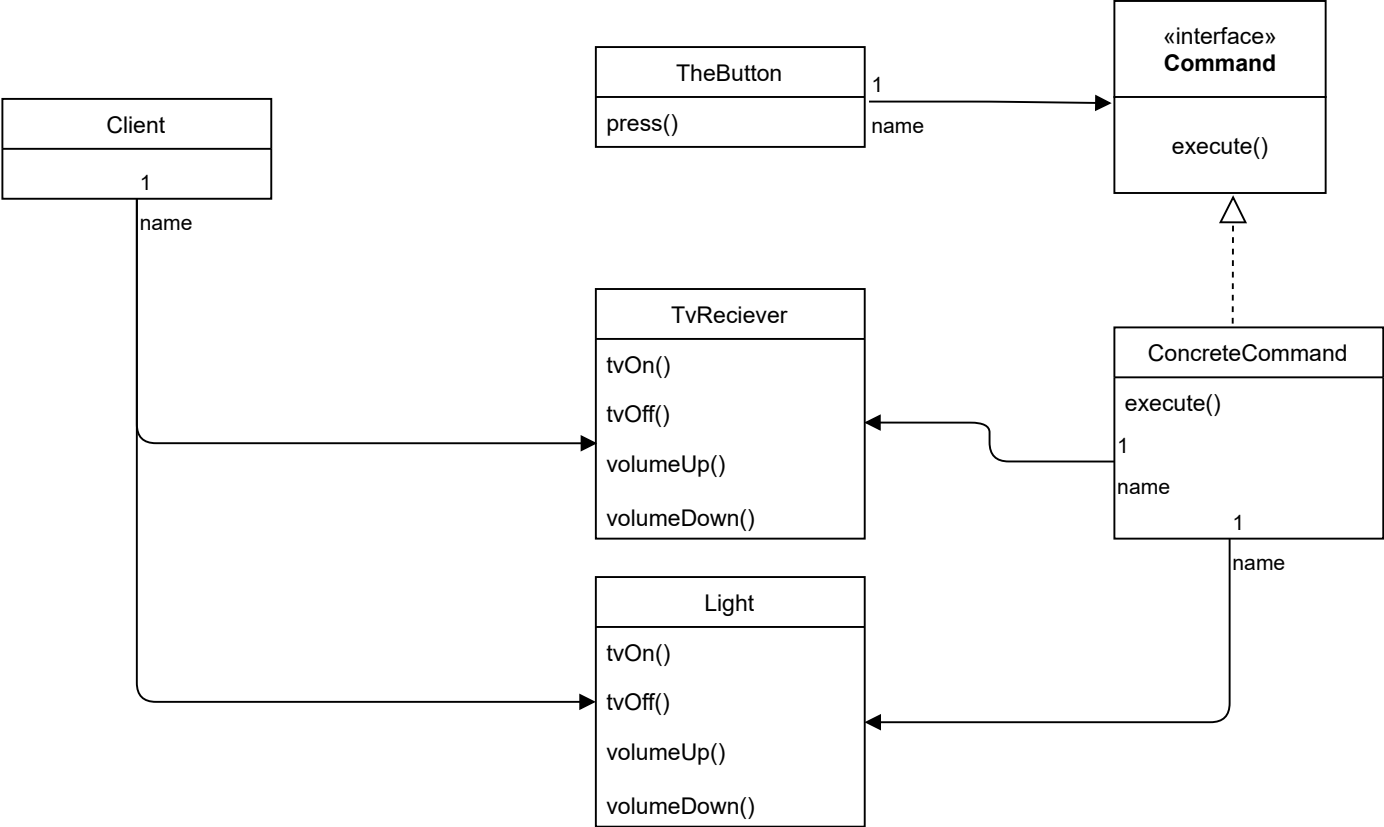 «interface»
Command
execute()
TheButton
press()
1
name
Client
1
name
TvReciever
tvOn()
tvOff()
volumeUp()
volumeDown()
ConcreteCommand
execute()
1
name
1
name
Light
tvOn()
tvOff()
volumeUp()
volumeDown()